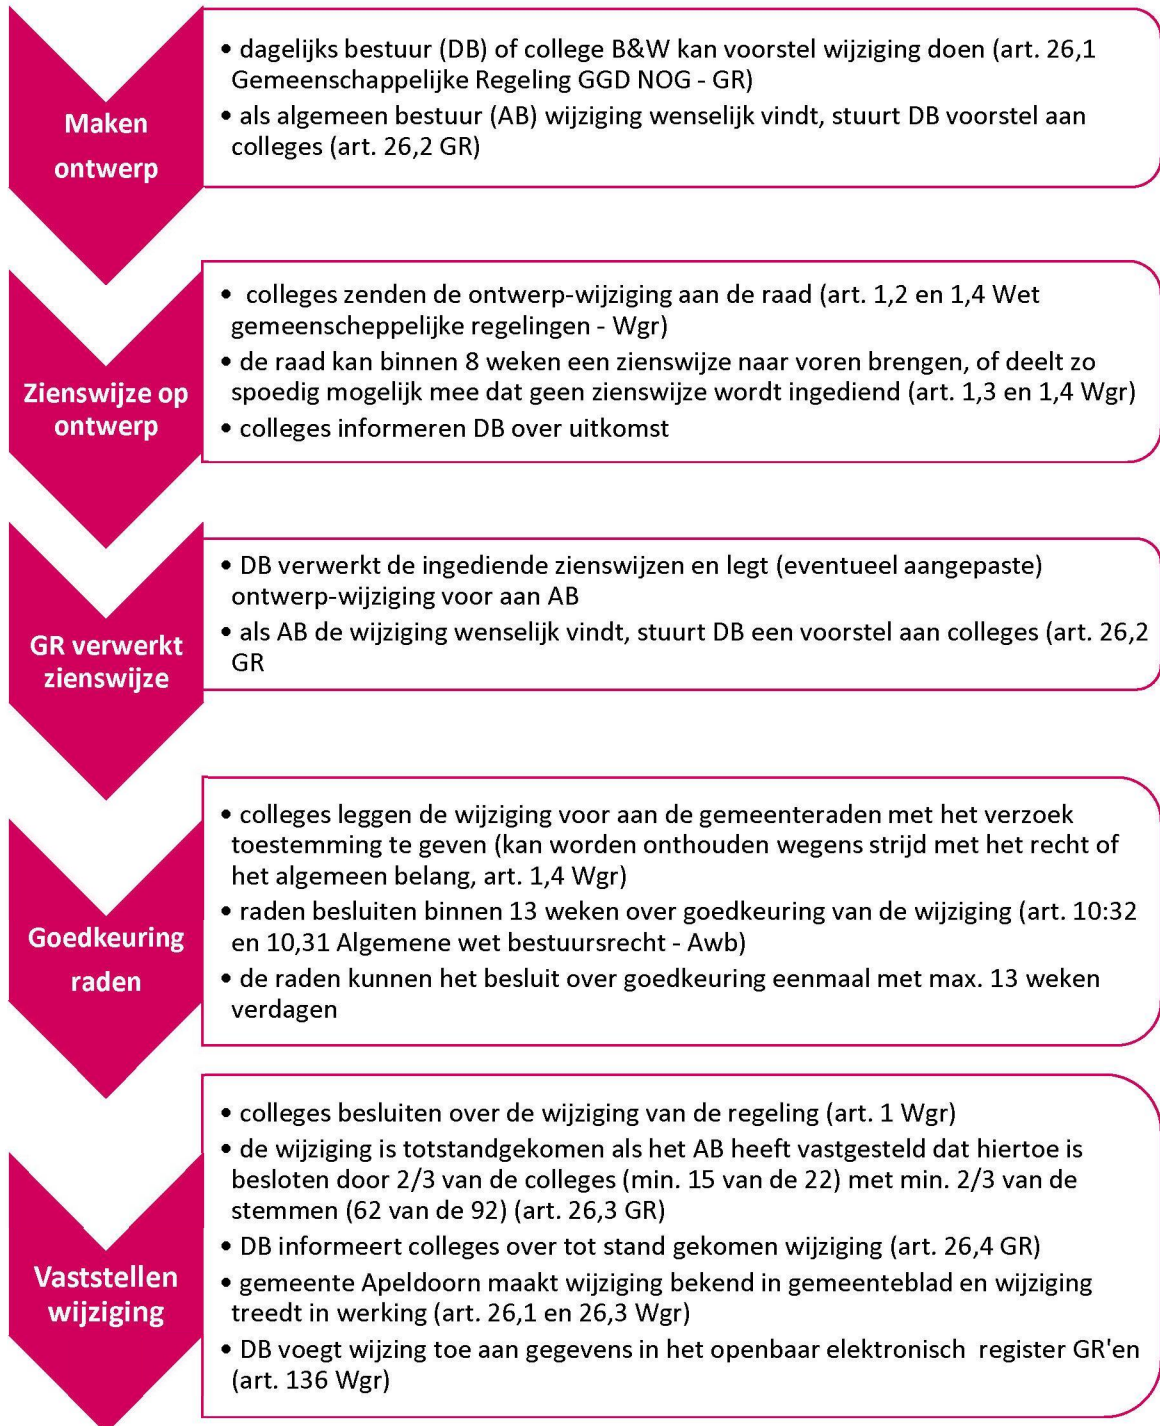 Maken
ontwerp
• dagelijks bestuur (DB) of college B&W kan voorstel wijziging doen (art. 26,1
Gemeenschappelijke Regeling GGD NOG - GR)
• als algemeen bestuur (AB) wijziging wenselijk vindt, stuurt DB voorstel aan
colleges (art. 26,2 GR)
Zienswijze op
ontwerp
• colleges zenden de ontwerp-wijziging aan de raad (art. 1,2 en 1,4 Wet
gemeenscheppelijke regelingen - Wgr)
• de raad kan binnen 8 weken een zienswijze naar voren brengen, of deelt zo
spoedig mogelijk mee dat geen zienswijze wordt ingediend (art. 1,3 en 1,4 Wgr)
• colleges informeren DB over uitkomst
GR verwerkt
zienswijze
• DB verwerkt de ingediende zienswijzen en legt (eventueel aangepaste)
ontwerp-wijziging voor aan AB
• als AB de wijziging wenselijk vindt, stuurt DB een voorstel aan colleges (art. 26,2
GR
Goedkeuring
raden
• colleges leggen de wijziging voor aan de gemeenteraden met het verzoek
toestemming te geven (kan worden onthouden wegens strijd met het recht of
het algemeen belang, art. 1,4 Wgr)
• raden besluiten binnen 13 weken over goedkeuring van de wijziging (art. 10:32
en 10,31 Algemene wet bestuursrecht - Awb)
• de raden kunnen het besluit over goedkeuring eenmaal met max. 13 weken
verdagen
Vaststellen
wijziging
• colleges besluiten over de wijziging van de regeling (art. 1 Wgr)
• de wijziging is totstandgekomen als het AB heeft vastgesteld dat hiertoe is
besloten door 2/3 van de colleges (min. 15 van de 22) met min. 2/3 van de
stemmen (62 van de 92) (art. 26,3 GR)
• DB informeert colleges over tot stand gekomen wijziging (art. 26,4 GR)
• gemeente Apeldoorn maakt wijziging bekend in gemeenteblad en wijziging
treedt in werking (art. 26,1 en 26,3 Wgr)
• DB voegt wijzing toe aan gegevens in het openbaar elektronisch register GR'en
(art. 136 Wgr)